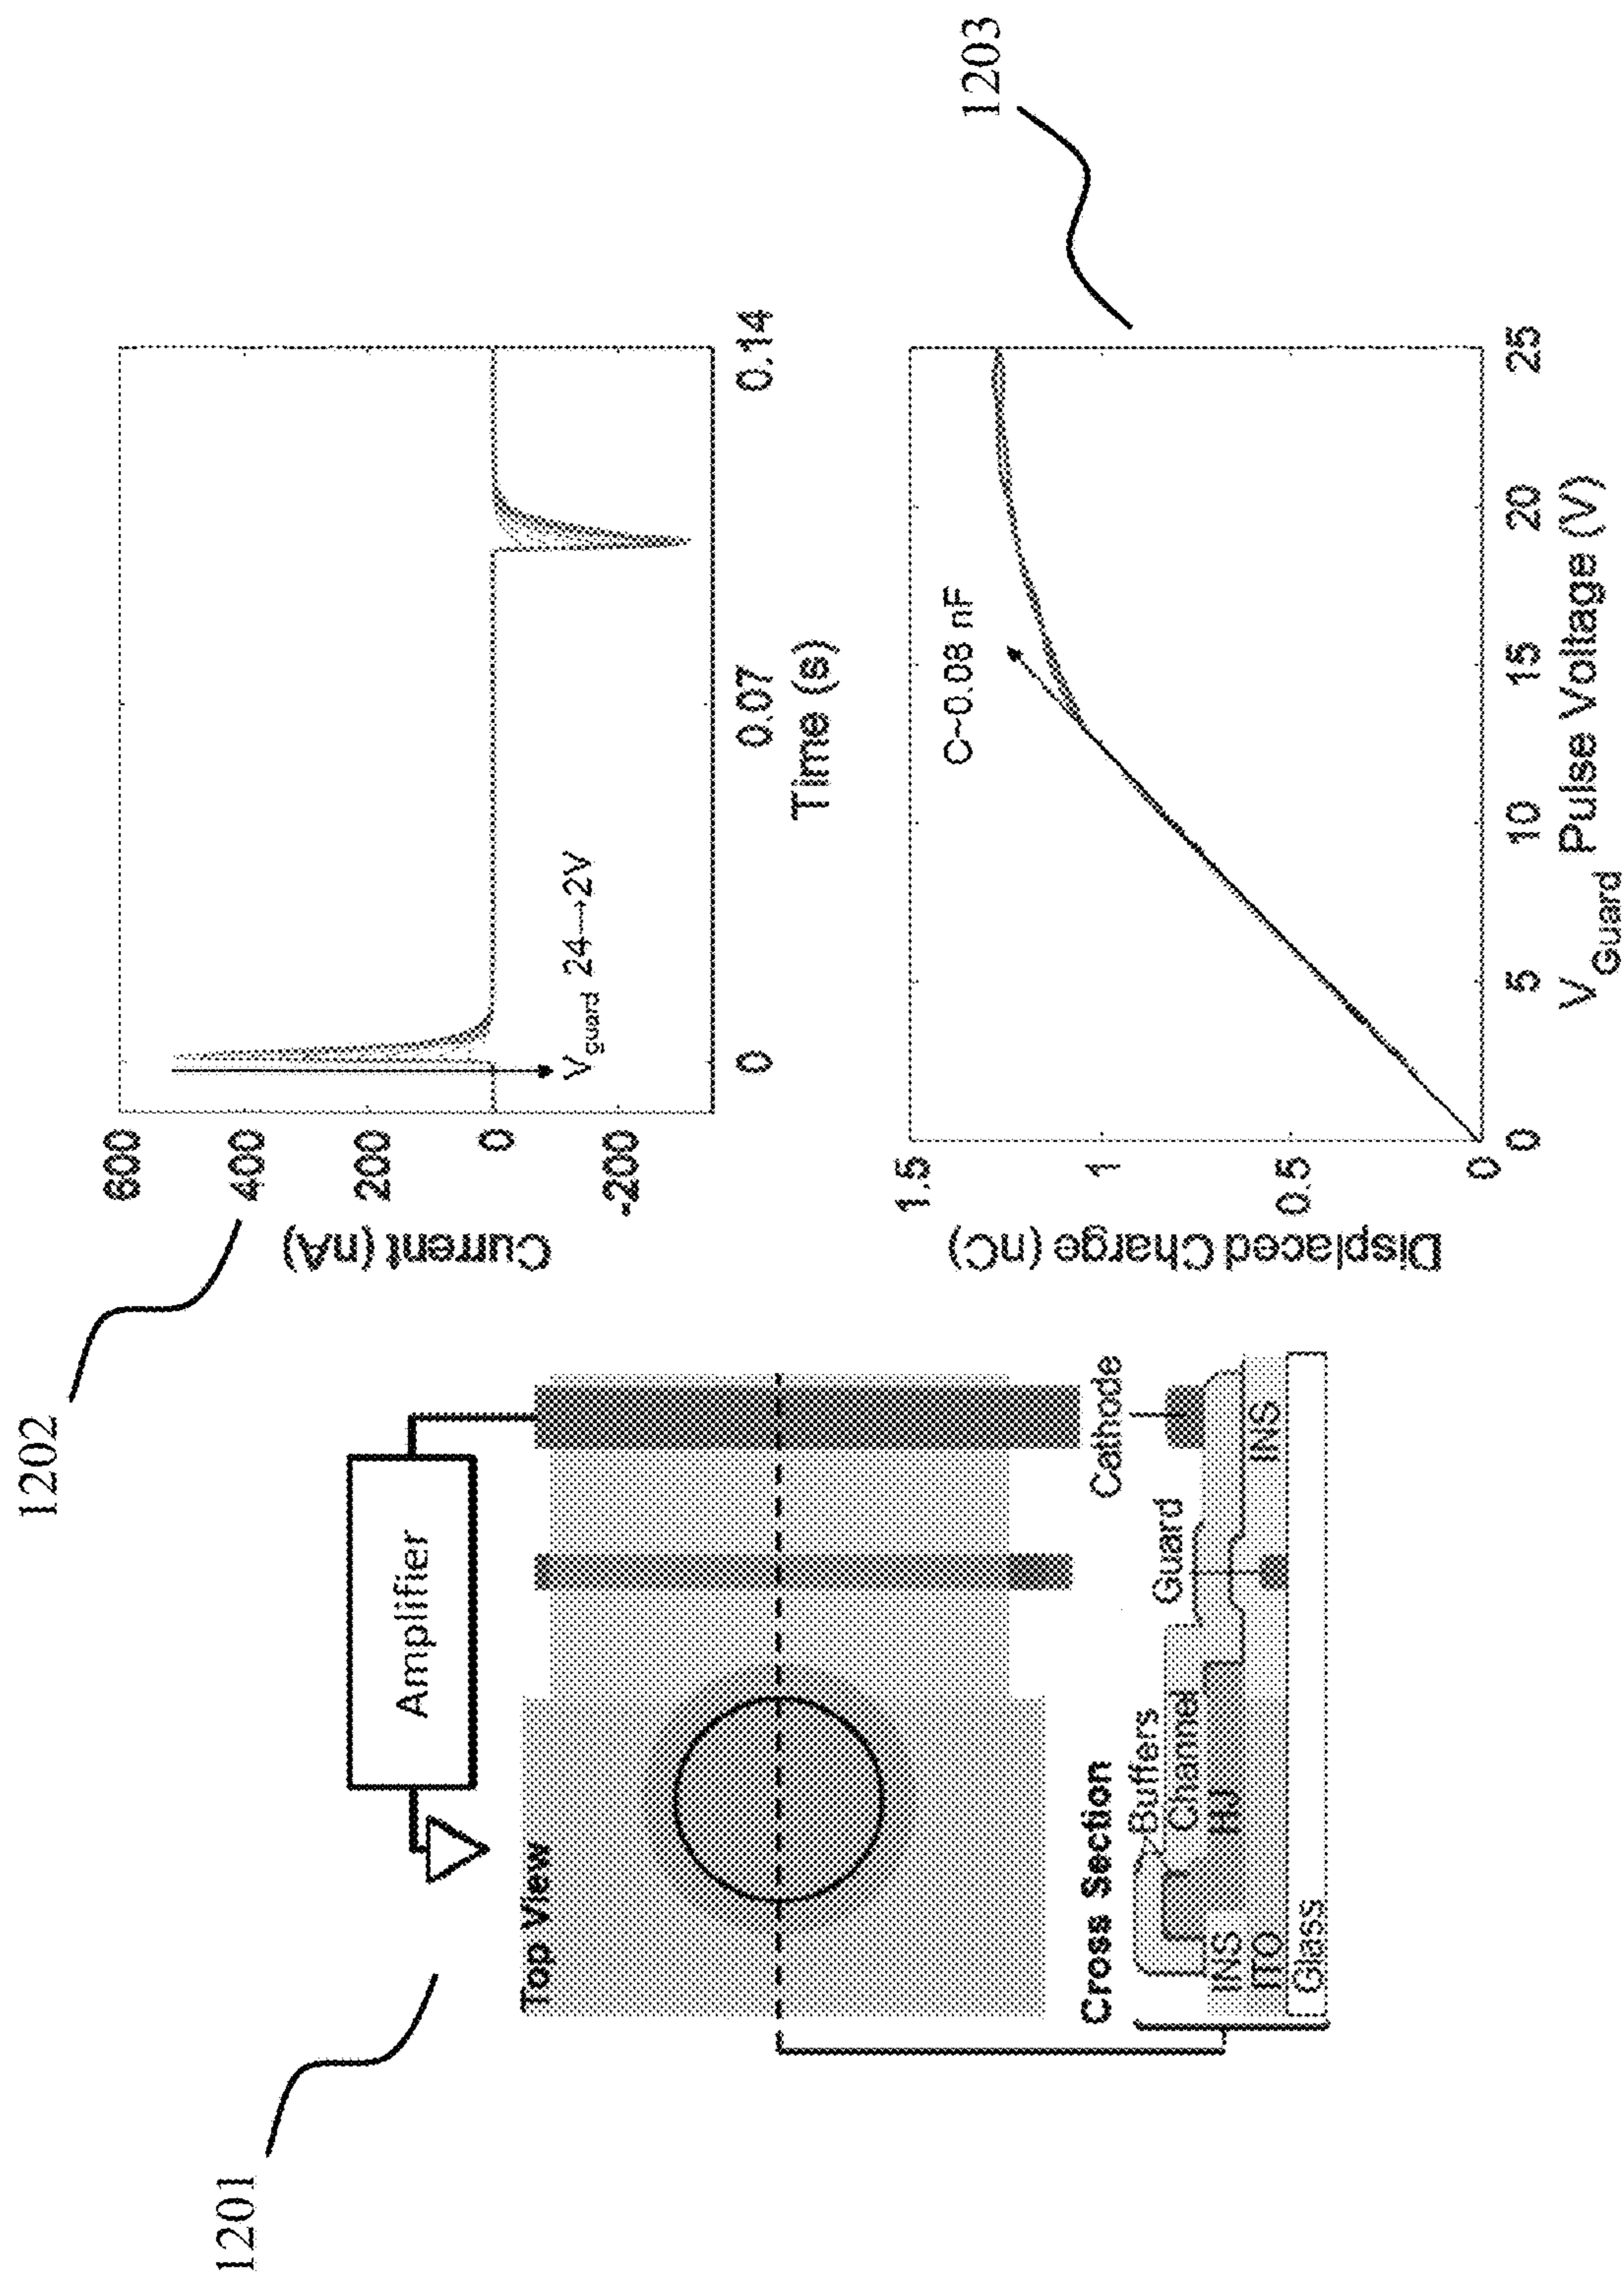 1201
1202
1203
Amplifier
Top View
Cross Section
Buffers
Channel
HJ
INS
ITO
Glass
Guard
Cathode
INS
Current (nA)
600
400
200
0
-200
V_guard 24→2V
0
0.07
0.14
Time (s)
Displaced Charge (nC)
1.5
1
0.5
0
C~0.08 nF
0
5
10
15
20
25
V_Guard Pulse Voltage (V)